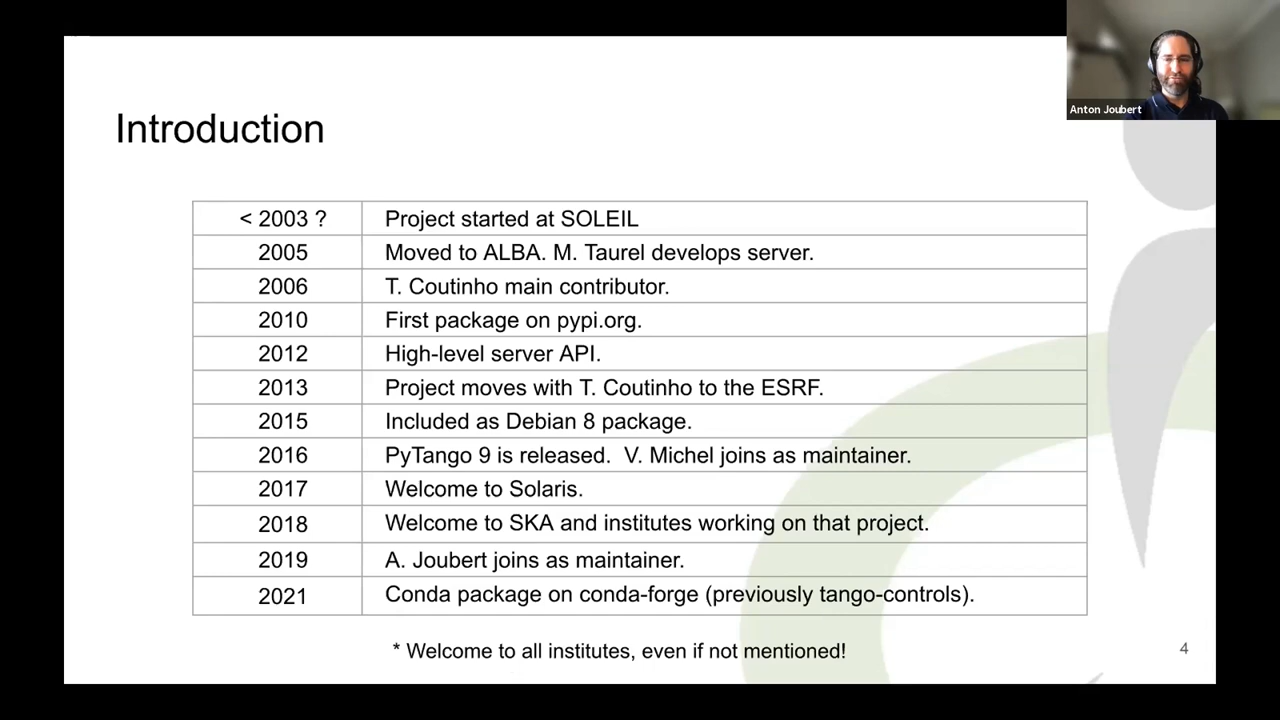 Anton Joubert
Introduction
< 2003 ? Project started at SOLEIL
2005 Moved to ALBA. M. Taurel develops server.
2006 T. Coutinho main contributor.
2010 First package on pypi.org.
2012 High-level server API.
2013 Project moves with T. Coutinho to the ESRF.
2015 Included as Debian 8 package.
2016 PyTango 9 is released.  V. Michel joins as maintainer.
2017 Welcome to Solaris.
2018 Welcome to SKA and institutes working on that project.
2019 A. Joubert joins as maintainer.
2021 Conda package on conda-forge (previously tango-controls).
* Welcome to all institutes, even if not mentioned!
4